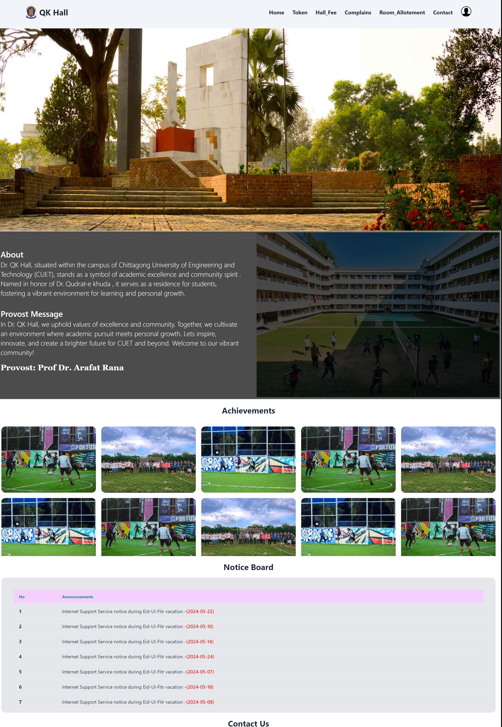 QK Hall
Home Token Hall_Fee Complains Room_Allotement Contact
About
Dr. QK Hall, situated within the campus of Chittagong University of Engineering and
Technology (CUET), stands as a symbol of academic excellence and community spirit .
Named in honor of Dr. Qudrat-e khuda , it serves as a residence for students,
fostering a vibrant environment for learning and personal growth.
Provost Message
In Dr. QK Hall, we uphold values of excellence and community. Together, we cultivate
an environment where academic pursuit meets personal growth. Lets inspire,
innovate, and create a brighter future for CUET and beyond. Welcome to our vibrant
community!
Provost: Prof Dr. Arafat Rana
Achievements
Notice Board
No Announcements
1 Internet Support Service notice during Eid-Ul-Fitr vacation -(2024-05-22)
2 Internet Support Service notice during Eid-Ul-Fitr vacation -(2024-05-10)
3 Internet Support Service notice during Eid-Ul-Fitr vacation -(2024-05-14)
4 Internet Support Service notice during Eid-Ul-Fitr vacation -(2024-05-24)
5 Internet Support Service notice during Eid-Ul-Fitr vacation -(2024-05-07)
6 Internet Support Service notice during Eid-Ul-Fitr vacation -(2024-05-18)
7 Internet Support Service notice during Eid-Ul-Fitr vacation -(2024-05-08)
Contact Us